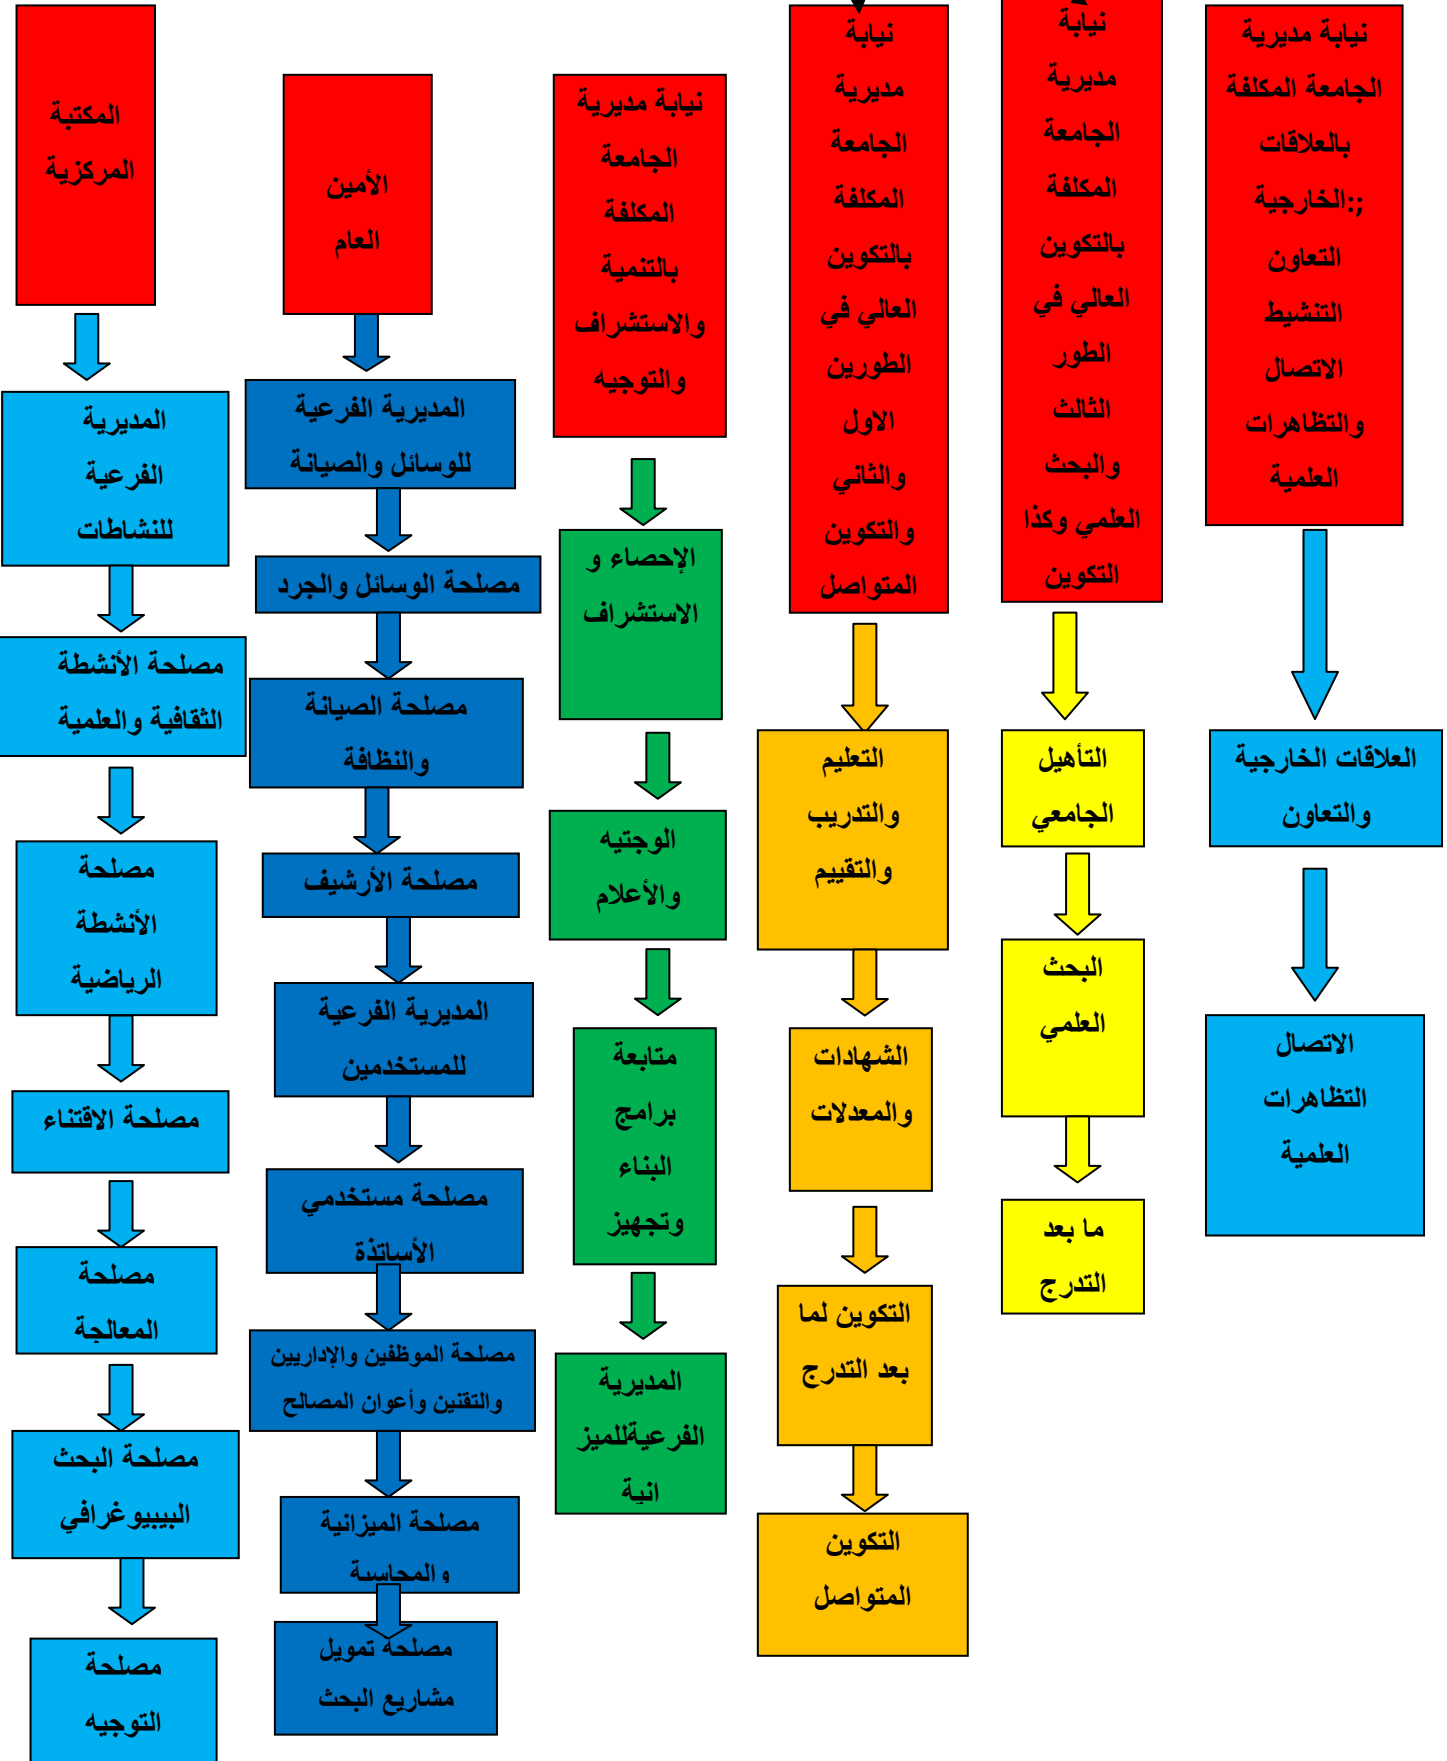 نيابة مديرية
الجامعة المكلفة
بالعلاقات
الخارجية:;
التعاون
التنشيط
الاتصال
والتظاهرات
العلمية
العلاقات الخارجية
والتعاون
الاتصال
التظاهرات
العلمية
نيابة
مديرية
الجامعة
المكلفة
بالتكوين
العالي في
الطور
الثالث
والبحث
العلمي وكذا
التكوين
التأهيل
الجامعي
البحث
العلمي
ما بعد
التدرج
نيابة
مديرية
الجامعة
المكلفة
بالتكوين
العالي في
الطورين
الاول
والثاني
والتكوين
المتواصل
التعليم
والتدريب
والتقييم
الشهادات
والمعدلات
التكوين لما
بعد التدرج
التكوين
المتواصل
نيابة مديرية
الجامعة
المكلفة
بالتنمية
والاستشراف
والتوجيه
الإحصاء و
الاستشراف
الوجتيه
والأعلام
متابعة
برامج
البناء
وتجهيز
المديرية
الفرعيةللميز
انية
الأمين
العام
المديرية الفرعية
للوسائل والصيانة
مصلحة الوسائل والجرد
مصلحة الصيانة
والنظافة
مصلحة الأرشيف
المديرية الفرعية
للمستخدمين
مصلحة مستخدمي
الأساتذة
مصلحة الموظفين والإداريين
والتقنين وأعوان المصالح
مصلحة الميزانية
والمحاسبة
مصلحة تمويل
مشاريع البحث
المكتبة
المركزية
المديرية
الفرعية
للنشاطات
مصلحة الأنشطة
الثقافية والعلمية
مصلحة
الأنشطة
الرياضية
مصلحة الاقتناء
مصلحة
المعالجة
مصلحة البحث
البيبيوغرافي
مصلحة
التوجيه